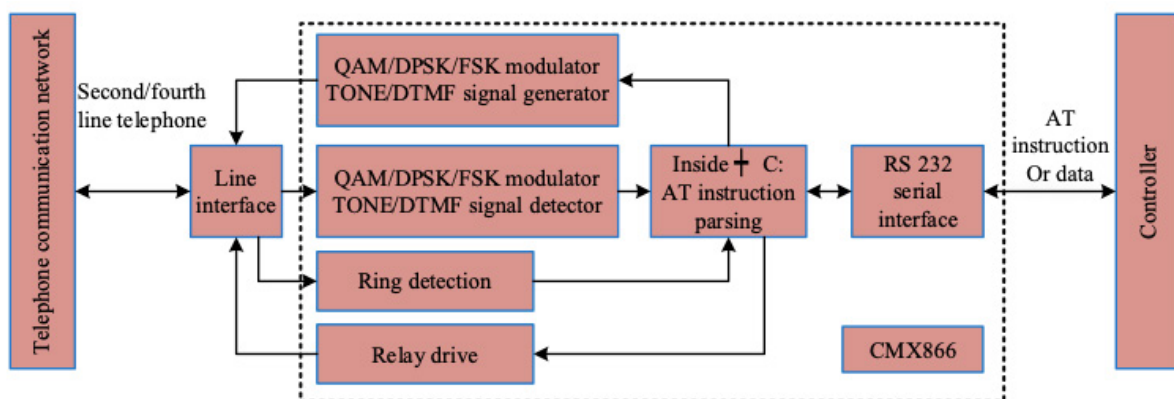 Telephone communication network
Second/fourth
line telephone
Line
interface
QAM/DPSK/FSK modulator
TONE/DTMF signal generator
QAM/DPSK/FSK modulator
TONE/DTMF signal detector
Ring detection
Relay drive
Inside ╪ C:
AT instruction
parsing
RS 232
serial
interface
CMX866
AT
instruction
Or data
Controller